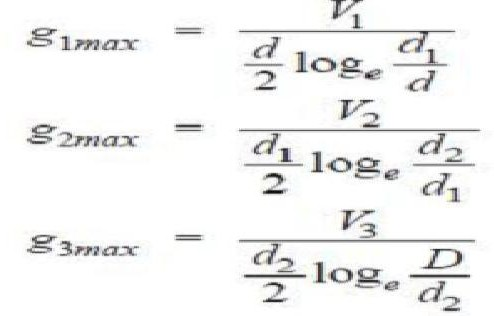 g₁max = V₁ / (d/2 logₑ d₁/d)
g₂max = V₂ / (d₁/2 logₑ d₂/d₁)
g₃max = V₃ / (d₂/2 logₑ D/d₂)